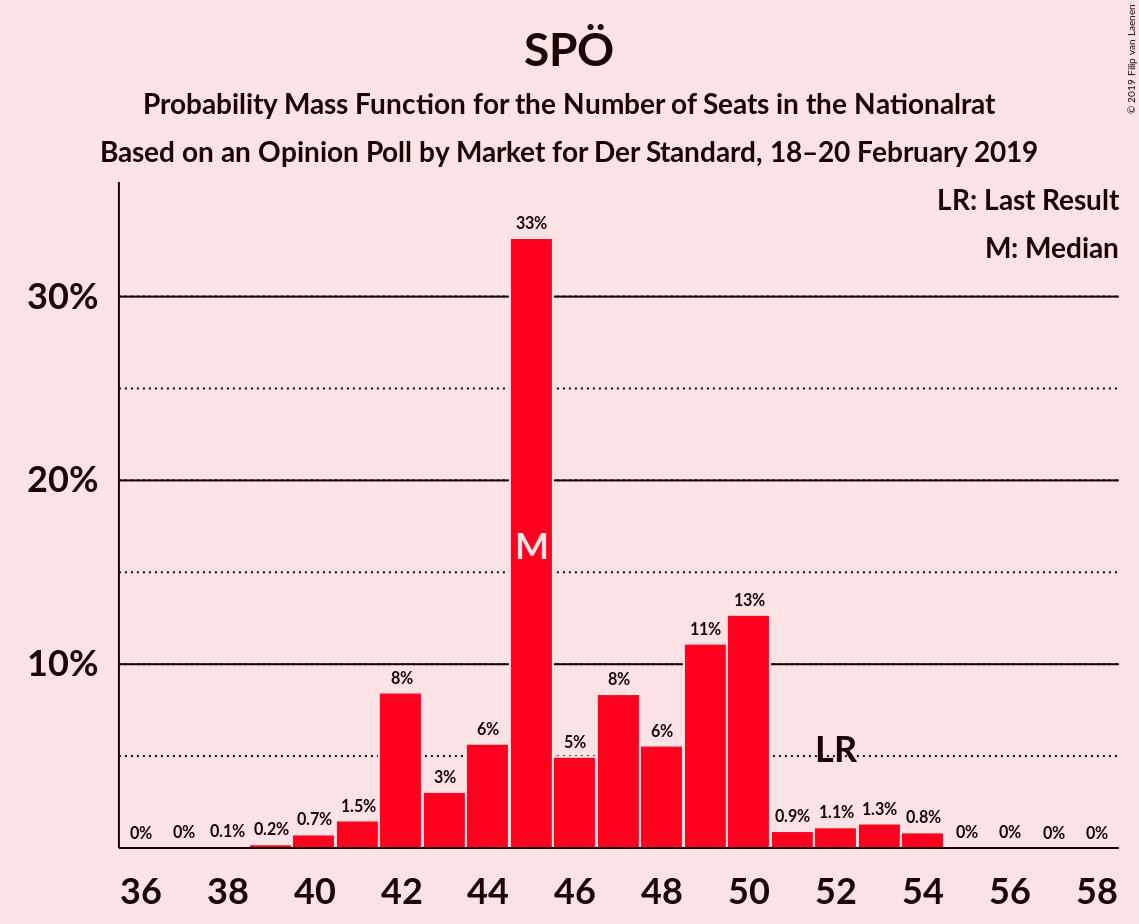 SPÖ
Probability Mass Function for the Number of Seats in the Nationalrat
Based on an Opinion Poll by Market for Der Standard, 18–20 February 2019
© 2019 Filip van Laenen
LR: Last Result
M: Median
30%
20%
10%
0% 0% 0.1% 0.2% 0.7% 1.5% 8% 3% 6% 33% 5% 8% 6% 11% 13% 0.9% 1.1% 1.3% 0.8% 0% 0% 0% 0%
M
LR
36 38 40 42 44 46 48 50 52 54 56 58